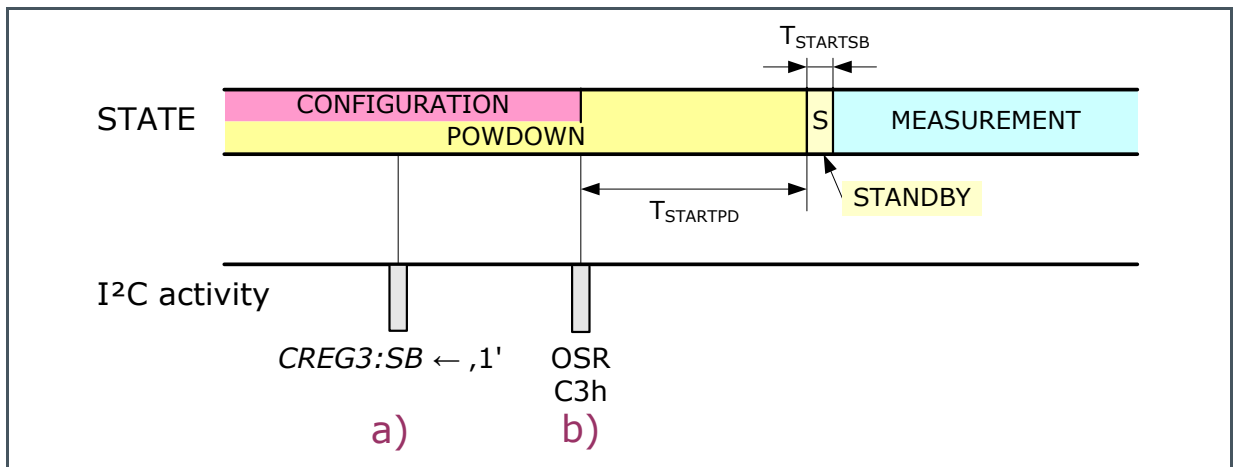 TSTARTSB
STATE
CONFIGURATION
POWDOWN
S
MEASUREMENT
STANDBY
TSTARTPD
I²C activity
CREG3:SB ← ,1'
OSR
C3h
a)
b)